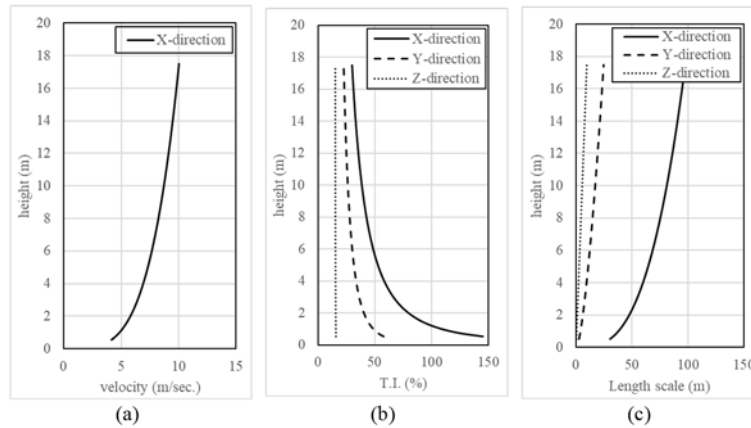 X-direction
height (m)
20
18
16
14
12
10
8
6
4
2
0
0 5 10 15
velocity (m/sec.)
(a)
X-direction
Y-direction
Z-direction
height (m)
20
18
16
14
12
10
8
6
4
2
0
0 50 100 150
T.I. (%)
(b)
X-direction
Y-direction
Z-direction
height (m)
20
18
16
14
12
10
8
6
4
2
0
0 50 100 150
Length scale (m)
(c)